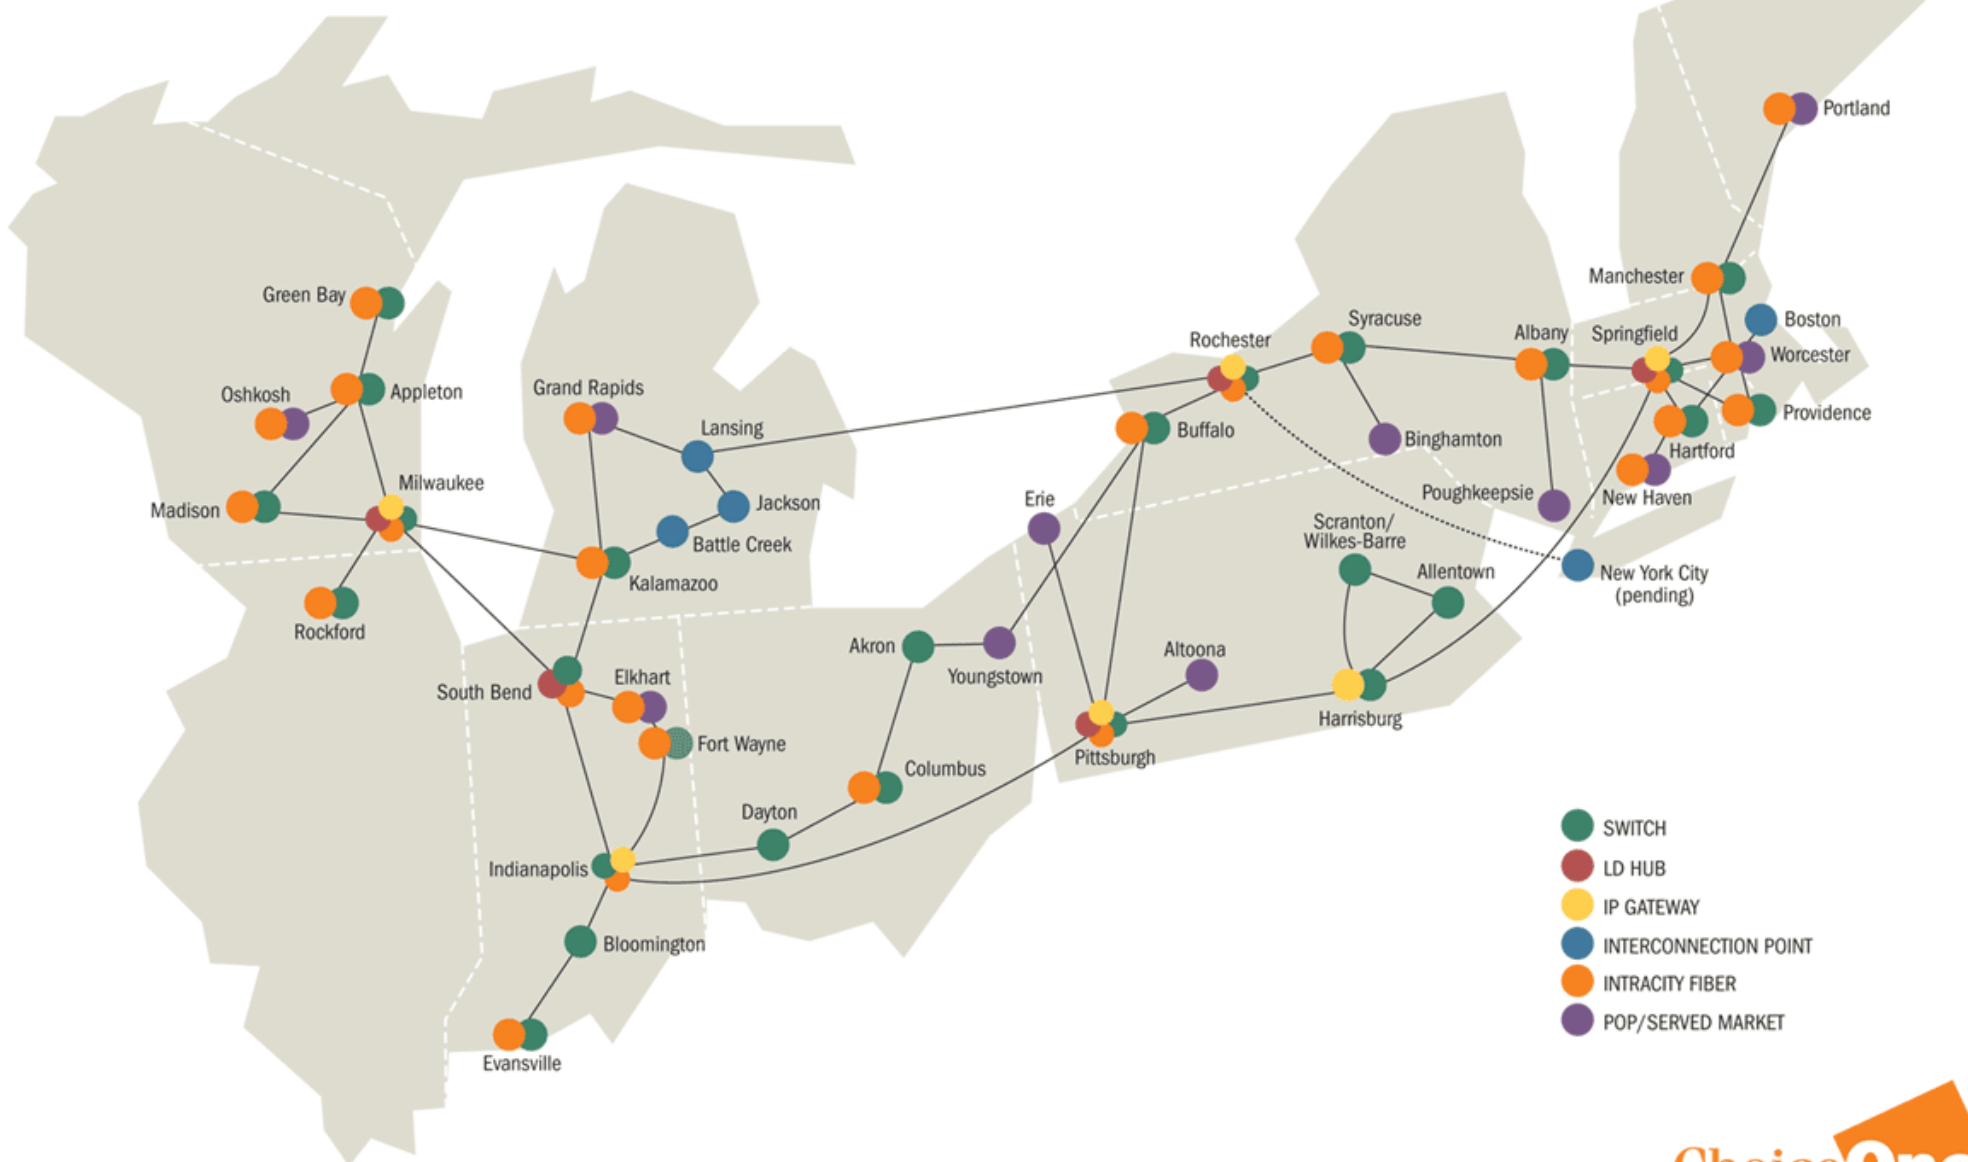 Portland
Manchester
Green Bay
Boston
Syracuse
Albany
Springfield
Rochester
Worcester
Oshkosh
Appleton
Grand Rapids
Lansing
Buffalo
Providence
Binghamton
Hartford
Milwaukee
Madison
Jackson
Erie
Poughkeepsie
New Haven
Battle Creek
Scranton/
Wilkes-Barre
Kalamazoo
Allentown
New York City
(pending)
Rockford
Akron
Altoona
Elkhart
Youngstown
South Bend
Harrisburg
Fort Wayne
Pittsburgh
Columbus
Dayton
Indianapolis
Bloomington
Evansville
SWITCH
LD HUB
IP GATEWAY
INTERCONNECTION POINT
INTRACITY FIBER
POP/SERVED MARKET